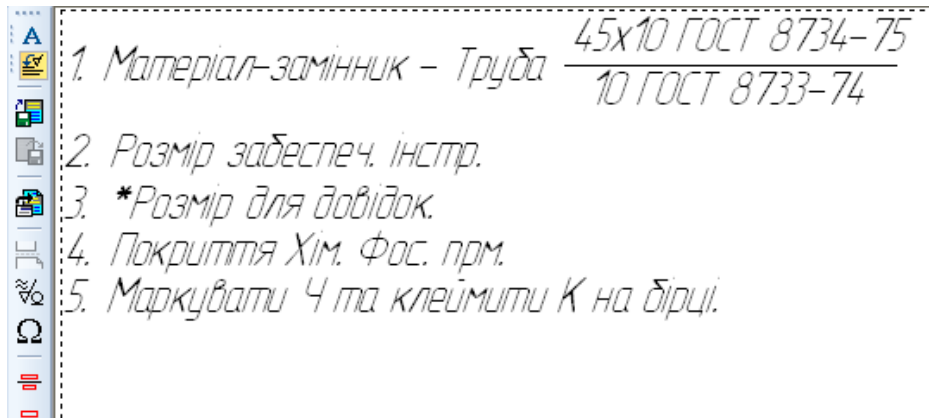 1. Матеріал-замінник - Труба 45х10 ГОСТ 8734-75
10 ГОСТ 8733-74
2. Розмір забеспеч. інстр.
3. *Розмір для довідок.
4. Покриття Хім. Фос. прм.
5. Маркувати Ч та клеймити К на бірці.